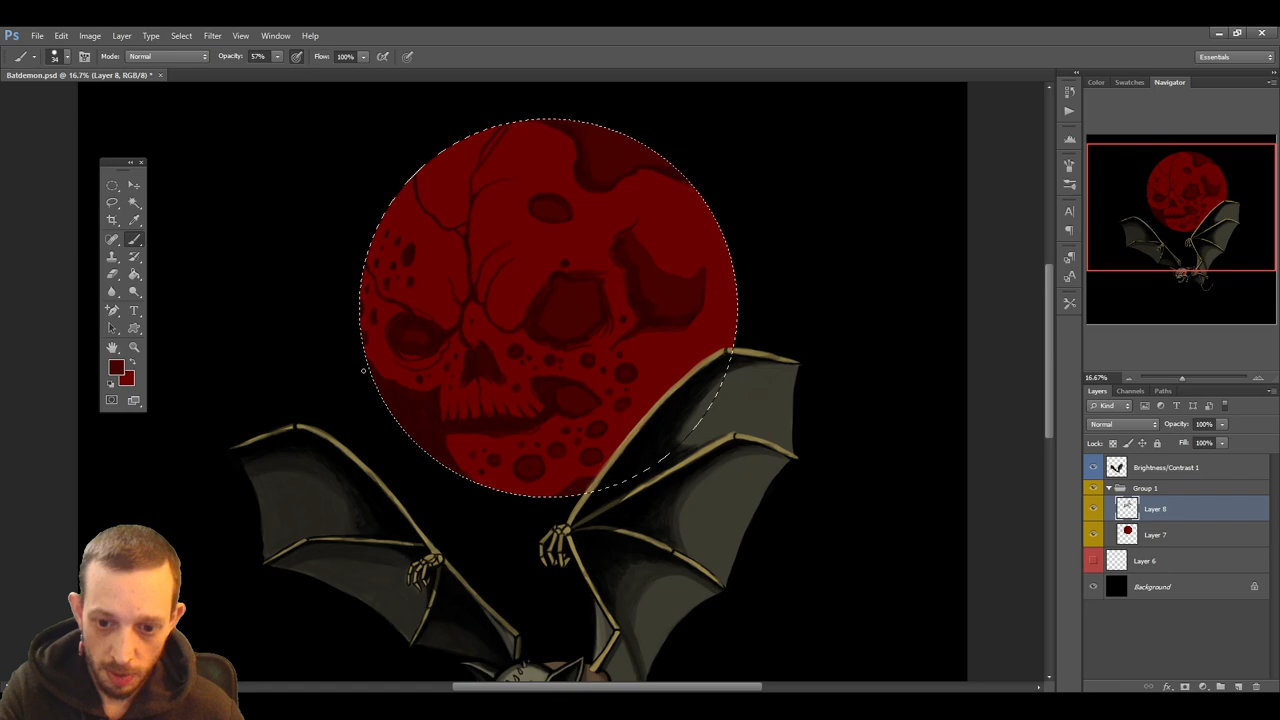 Ps File Edit Image Layer Type Select Filter View Window Help
34 Mode: Normal Opacity: 57% Flow: 100% Essentials
Batdemon.psd @ 16.7% (Layer 8, RGB/8) * ×
Color Swatches Navigator
16.67%
Layers Channels Paths
Kind
Normal Opacity: 100%
Lock: Fill: 100%
Brightness/Contrast 1
Group 1
Layer 8
Layer 7
Layer 6
Background